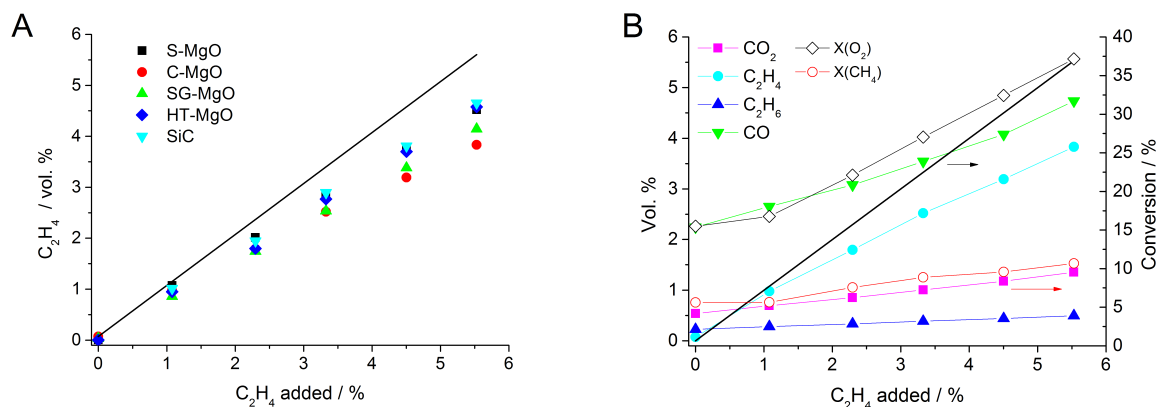 A
S-MgO
C-MgO
SG-MgO
HT-MgO
SiC
C₂H₄ / vol. %
6
5
4
3
2
1
0
0 1 2 3 4 5 6
C₂H₄ added / %
B
CO₂
C₂H₄
C₂H₆
CO
X(O₂)
X(CH₄)
Vol. %
6
5
4
3
2
1
0
40
35
30
25
20
15
10
5
0
Conversion / %
0 1 2 3 4 5 6
C₂H₄ added / %